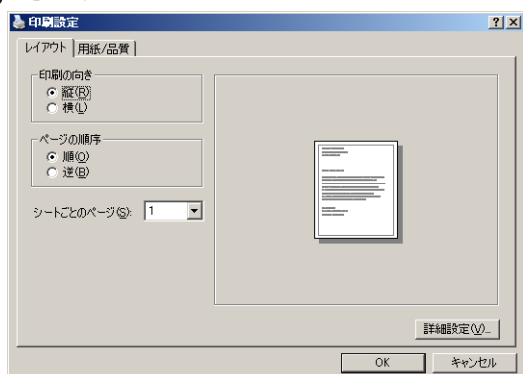 印刷設定
レイアウト 用紙/品質
印刷の向き
縦(R)
横(L)
ページの順序
順(O)
逆(B)
シートごとのページ(S): 1
詳細設定(V)...
OK キャンセル